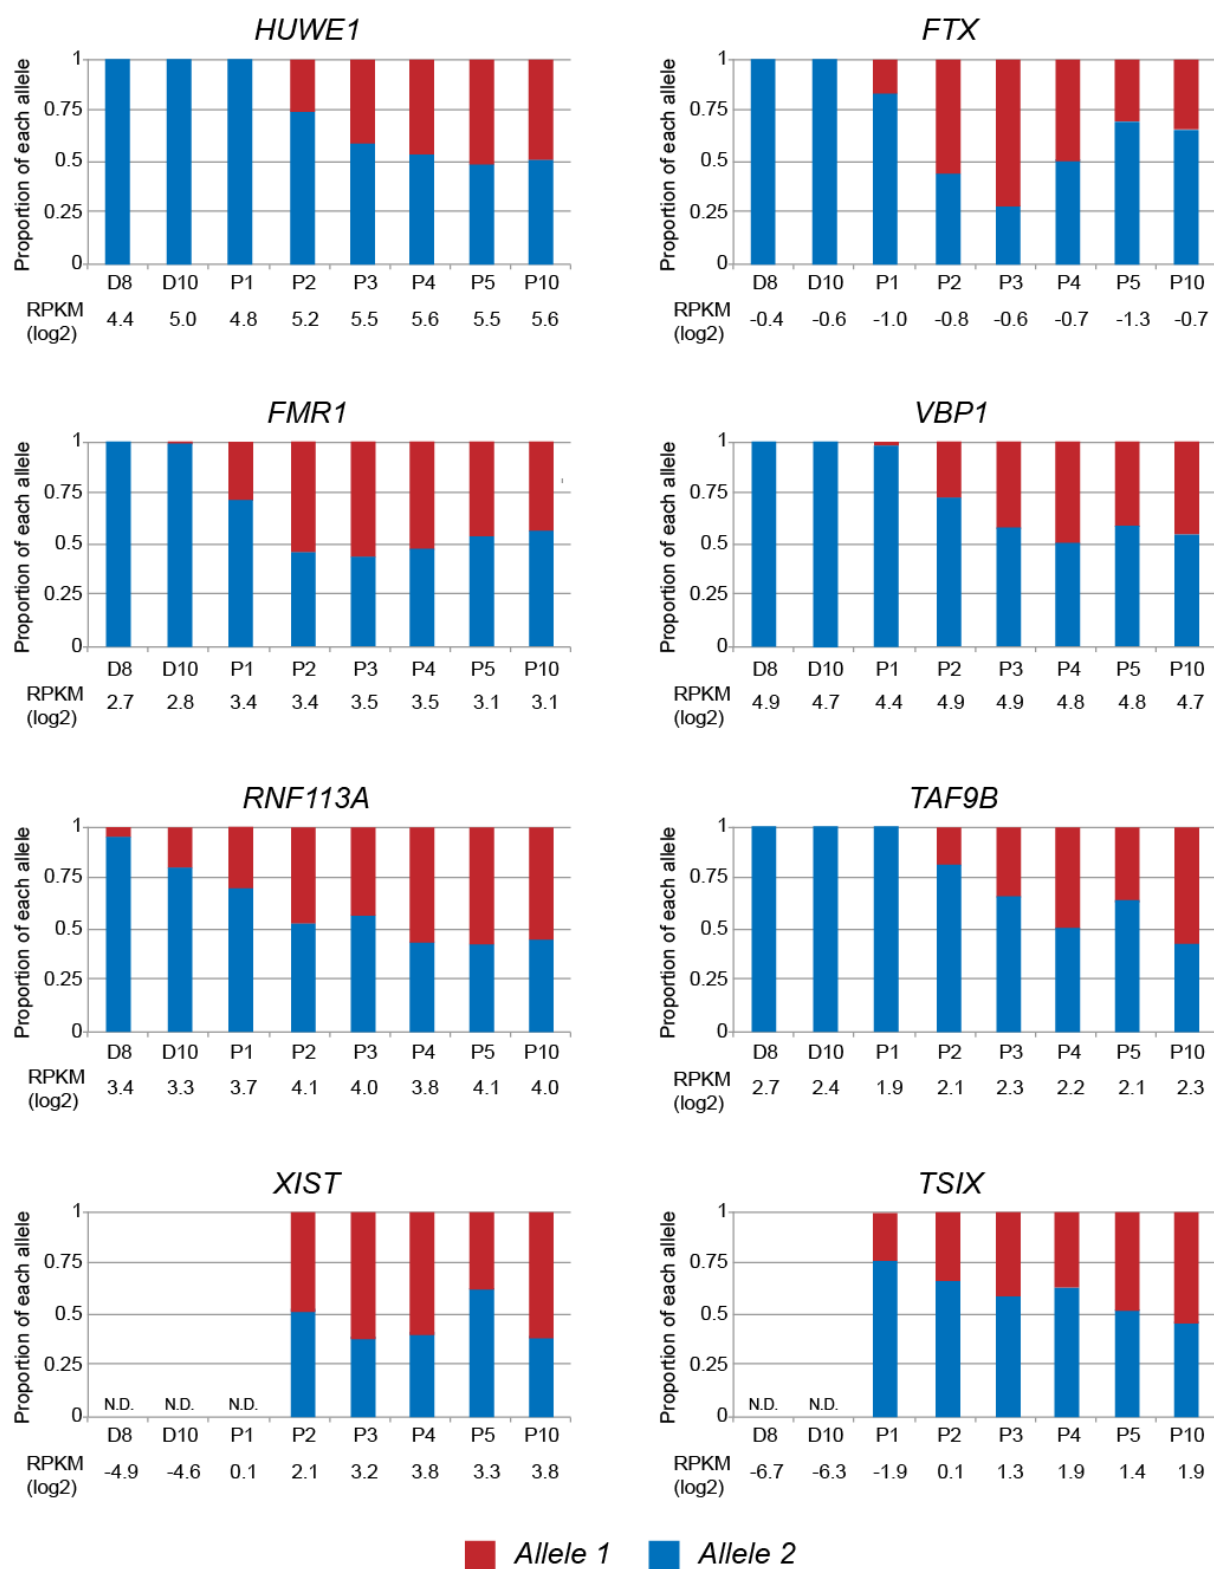 HUWE1
Proportion of each allele
1
0.75
0.5
0.25
0
D8 D10 P1 P2 P3 P4 P5 P10
RPKM (log2) 4.4 5.0 4.8 5.2 5.5 5.6 5.5 5.6
FTX
Proportion of each allele
1
0.75
0.5
0.25
0
D8 D10 P1 P2 P3 P4 P5 P10
RPKM (log2) -0.4 -0.6 -1.0 -0.8 -0.6 -0.7 -1.3 -0.7
FMR1
Proportion of each allele
1
0.75
0.5
0.25
0
D8 D10 P1 P2 P3 P4 P5 P10
RPKM (log2) 2.7 2.8 3.4 3.4 3.5 3.5 3.1 3.1
VBP1
Proportion of each allele
1
0.75
0.5
0.25
0
D8 D10 P1 P2 P3 P4 P5 P10
RPKM (log2) 4.9 4.7 4.4 4.9 4.9 4.8 4.8 4.7
RNF113A
Proportion of each allele
1
0.75
0.5
0.25
0
D8 D10 P1 P2 P3 P4 P5 P10
RPKM (log2) 3.4 3.3 3.7 4.1 4.0 3.8 4.1 4.0
TAF9B
Proportion of each allele
1
0.75
0.5
0.25
0
D8 D10 P1 P2 P3 P4 P5 P10
RPKM (log2) 2.7 2.4 1.9 2.1 2.3 2.2 2.1 2.3
XIST
Proportion of each allele
1
0.75
0.5
0.25
0
N.D. N.D. N.D.
D8 D10 P1 P2 P3 P4 P5 P10
RPKM (log2) -4.9 -4.6 0.1 2.1 3.2 3.8 3.3 3.8
TSIX
Proportion of each allele
1
0.75
0.5
0.25
0
N.D. N.D.
D8 D10 P1 P2 P3 P4 P5 P10
RPKM (log2) -6.7 -6.3 -1.9 0.1 1.3 1.9 1.4 1.9
Allele 1 Allele 2